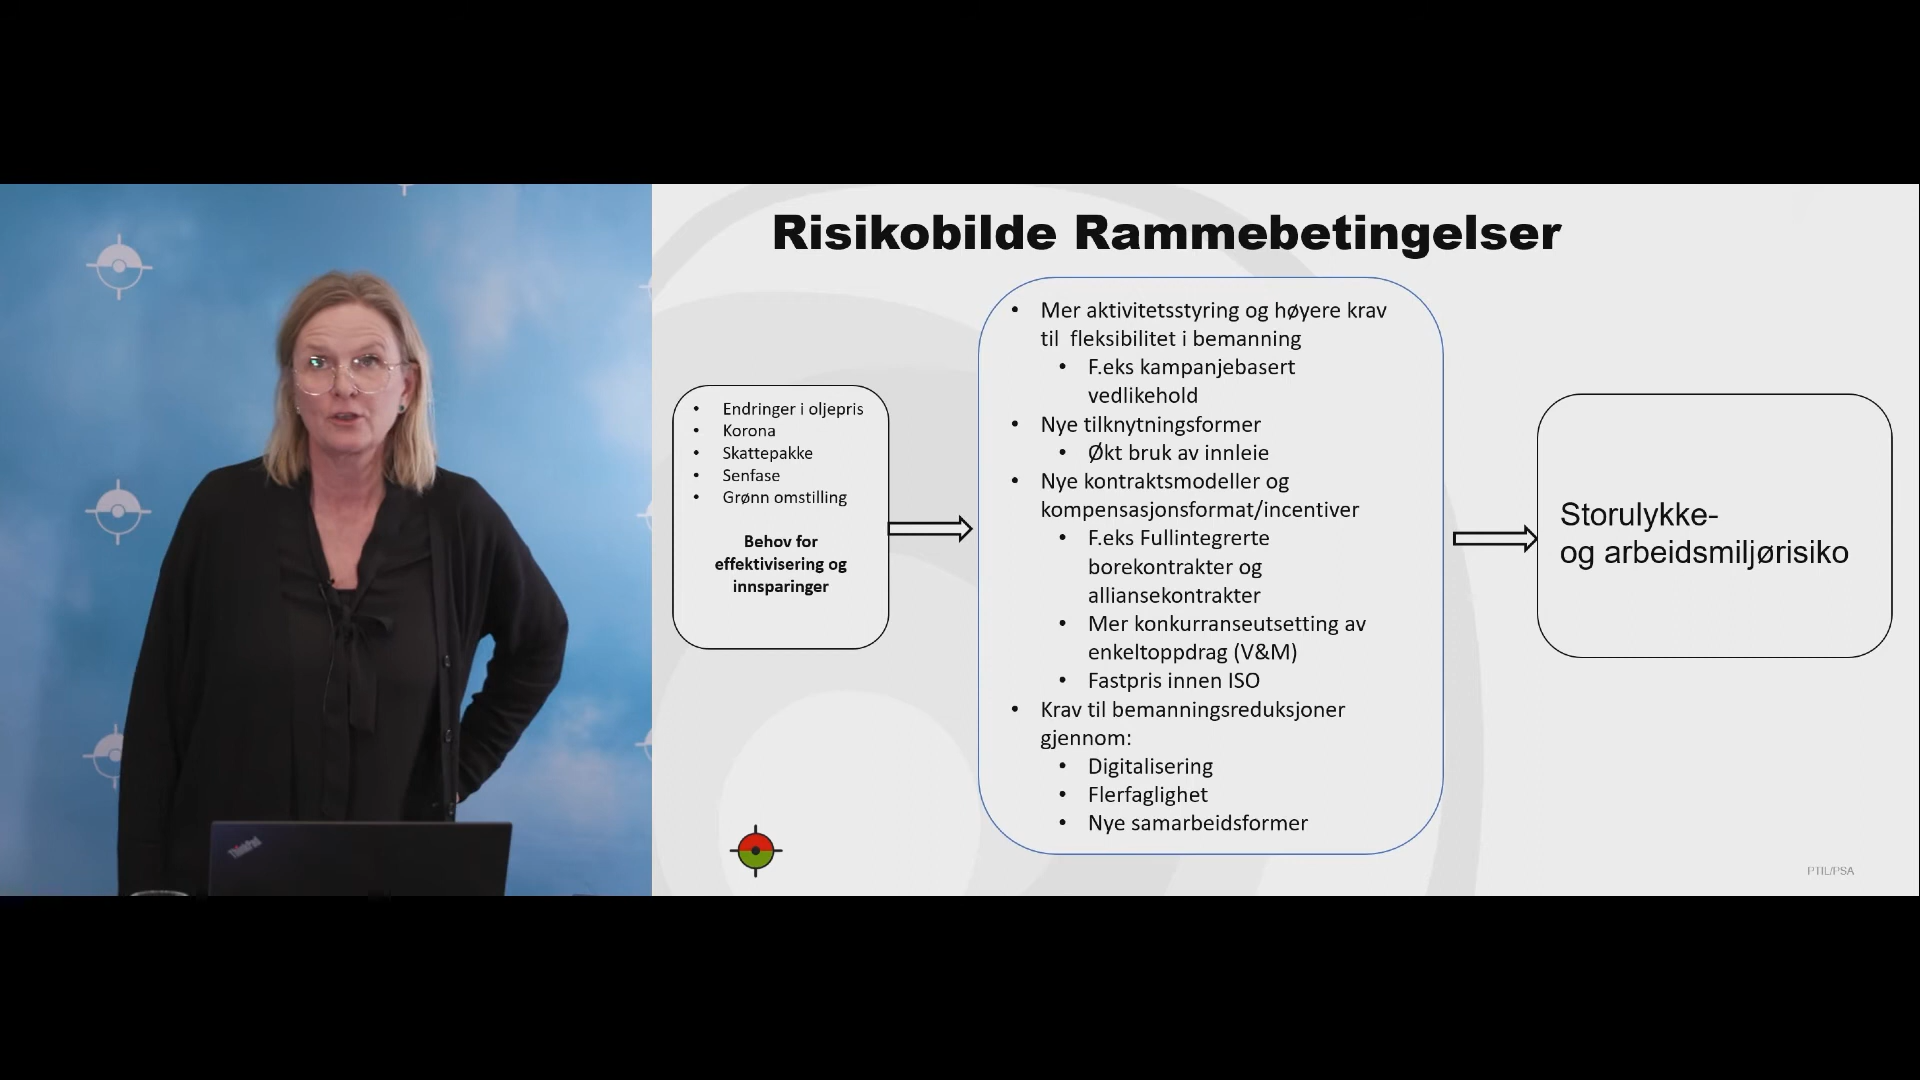 Risikobilde Rammebetingelser
• Endringer i oljepris
• Korona
• Skattepakke
• Senfase
• Grønn omstilling
Behov for
effektivisering og
innsparinger
• Mer aktivitetsstyring og høyere krav
til fleksibilitet i bemanning
• F.eks kampanjebasert
vedlikehold
• Nye tilknytningsformer
• Økt bruk av innleie
• Nye kontraktsmodeller og
kompensasjonsformat/incentiver
• F.eks Fullintegrerte
borekontrakter og
alliansekontrakter
• Mer konkurranseutsetting av
enkeltoppdrag (V&M)
• Fastpris innen ISO
• Krav til bemanningsreduksjoner
gjennom:
• Digitalisering
• Flerfaglighet
• Nye samarbeidsformer
Storulykke-
og arbeidsmiljørisiko
PTIL/PSA
ThinkPad